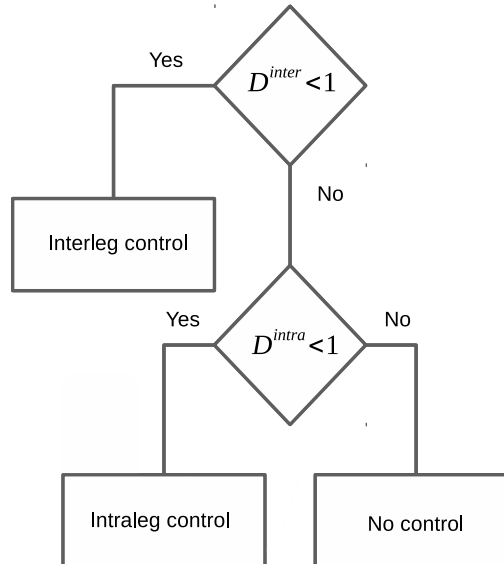 D^inter <1
Yes
No
Interleg control
Yes
No
D^intra <1
Intraleg control
No control